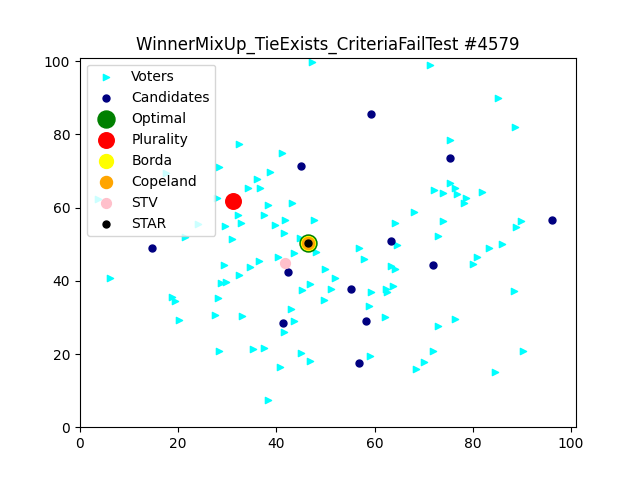 WinnerMixUp_TieExists_CriteriaFailTest #4579
100
80
60
40
20
0
Voters
Candidates
Optimal
Plurality
Borda
Copeland
STV
STAR
0 20 40 60 80 100